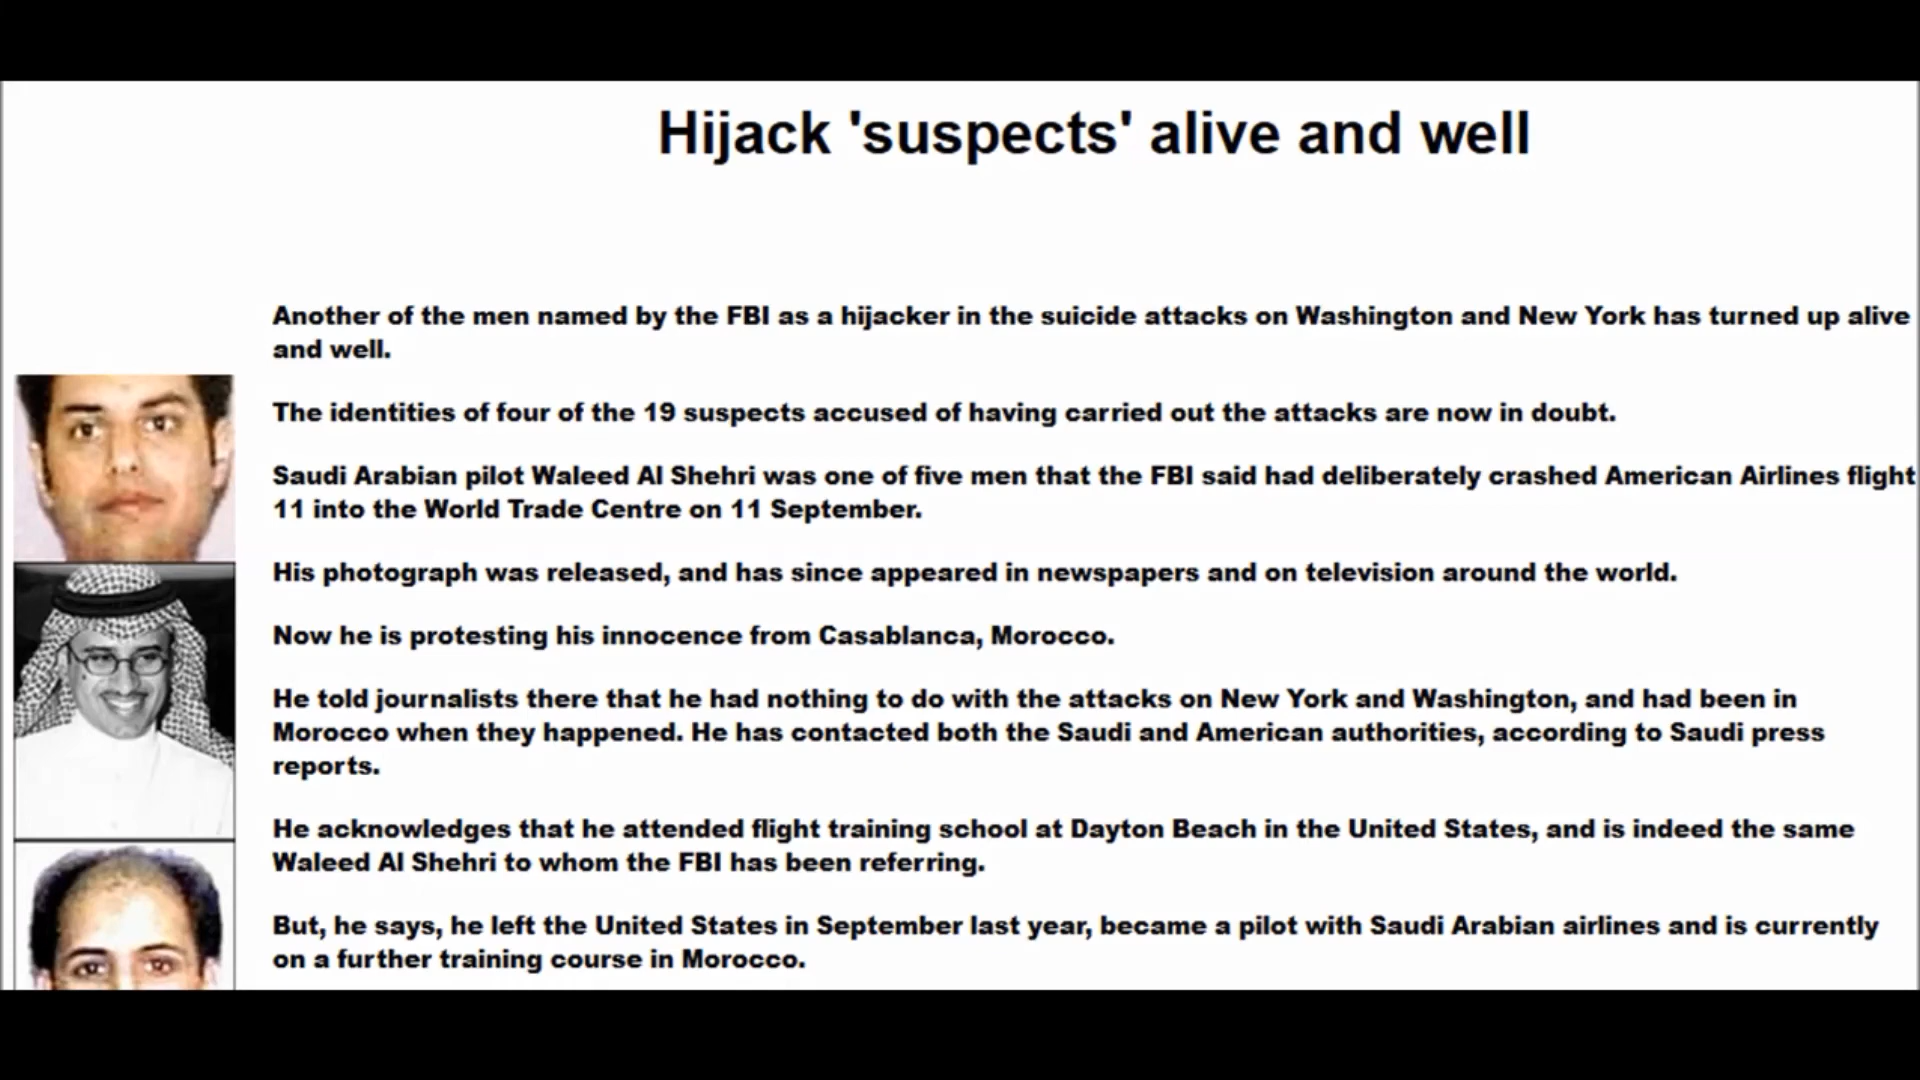 Hijack 'suspects' alive and well
Another of the men named by the FBI as a hijacker in the suicide attacks on Washington and New York has turned up alive
and well.
The identities of four of the 19 suspects accused of having carried out the attacks are now in doubt.
Saudi Arabian pilot Waleed Al Shehri was one of five men that the FBI said had deliberately crashed American Airlines flight
11 into the World Trade Centre on 11 September.
His photograph was released, and has since appeared in newspapers and on television around the world.
Now he is protesting his innocence from Casablanca, Morocco.
He told journalists there that he had nothing to do with the attacks on New York and Washington, and had been in
Morocco when they happened. He has contacted both the Saudi and American authorities, according to Saudi press
reports.
He acknowledges that he attended flight training school at Dayton Beach in the United States, and is indeed the same
Waleed Al Shehri to whom the FBI has been referring.
But, he says, he left the United States in September last year, became a pilot with Saudi Arabian airlines and is currently
on a further training course in Morocco.